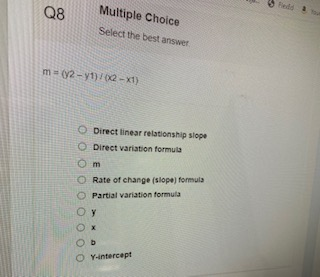 Q8
Multiple Choice
Select the best answer
m = (y2 – y1) / (x2 – x1)
Direct linear relationship slope
Direct variation formula
m
Rate of change (slope) formula
Partial variation formula
y
x
b
Y-intercept